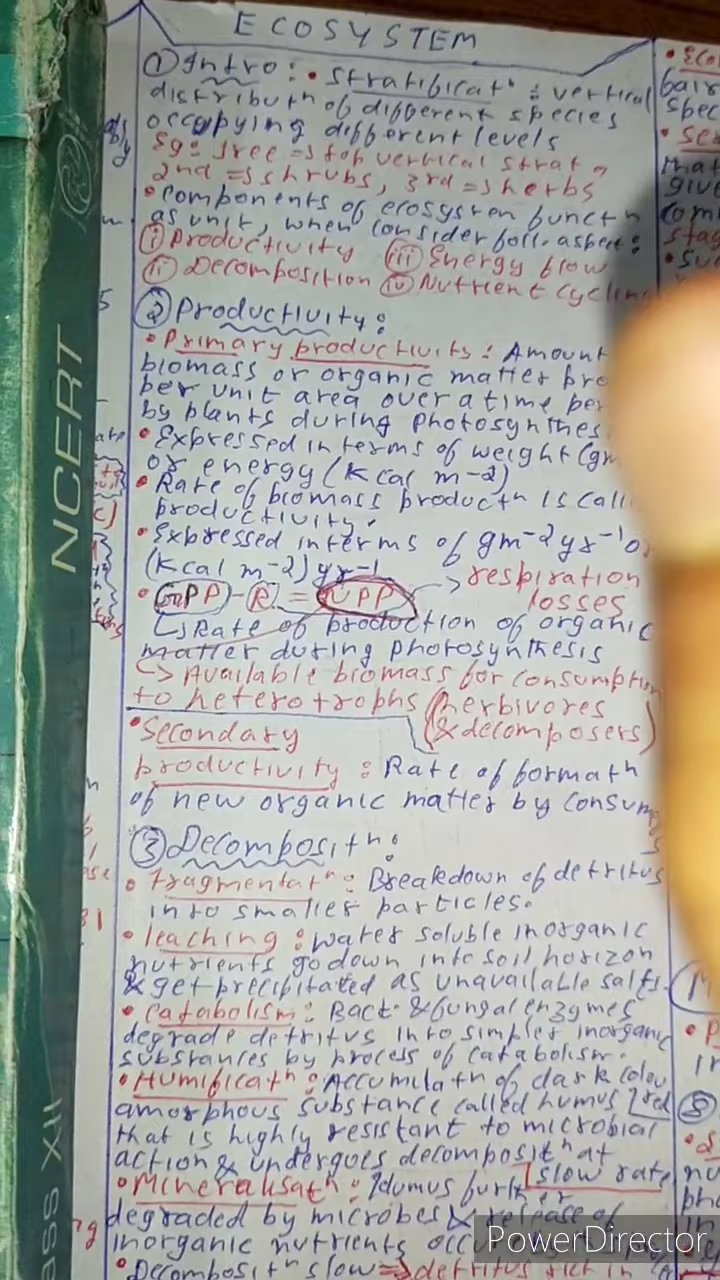 ECOSYSTEM
① Intro : • Stratificatⁿ : vertical
distributⁿ of different species
occupying different levels
Eg: Tree => top vertical strata,
2nd => shrubs, 3rd => herbs
• Components of ecosystem functⁿ
as unit, when consider foll. aspect:
(i) Productivity (iii) Energy flow
(ii) Decomposition (iv) Nutrient Cyclin
② Productivity :
• Primary productivity : Amount
biomass or organic matter pro
per unit area over a time per
by plants during photosynthes
• Expressed in terms of weight (gm
or energy (Kcal m-2)
• Rate of biomass productⁿ is call
productivity.
• Expressed in terms of gm-2 yr-1 or
(Kcal m-2) yr-1
• GPP - R = NPP -> respiration
losses
↳ Rate of production of organic
matter during photosynthesis
↳ Available biomass for consumption
to heterotrophs (herbivores
& decomposers)
• Secondary
productivity : Rate of formatⁿ
of new organic matter by consum
③ Decompositⁿ :
• Fragmentatⁿ : Breakdown of detritus
into smaller particles.
• leaching : water soluble inorganic
nutrients go down into soil horizon
& get precipitated as unavailable salts.
• Catabolism : Bact. & fungal enzymes
degrade detritus into simpler inorganic
substances by process of catabolism.
• Humificatⁿ : Accumulatⁿ of dark colou
red
amorphous substance called humus
that is highly resistant to microbial
action & undergoes decompositⁿ at
slow rate
• Mineralisatⁿ : Humus further
degraded by microbes & release of
inorganic nutrients occur
• Decompositⁿ slow => detritus rich in
NCERT
ASS XII
PowerDirector